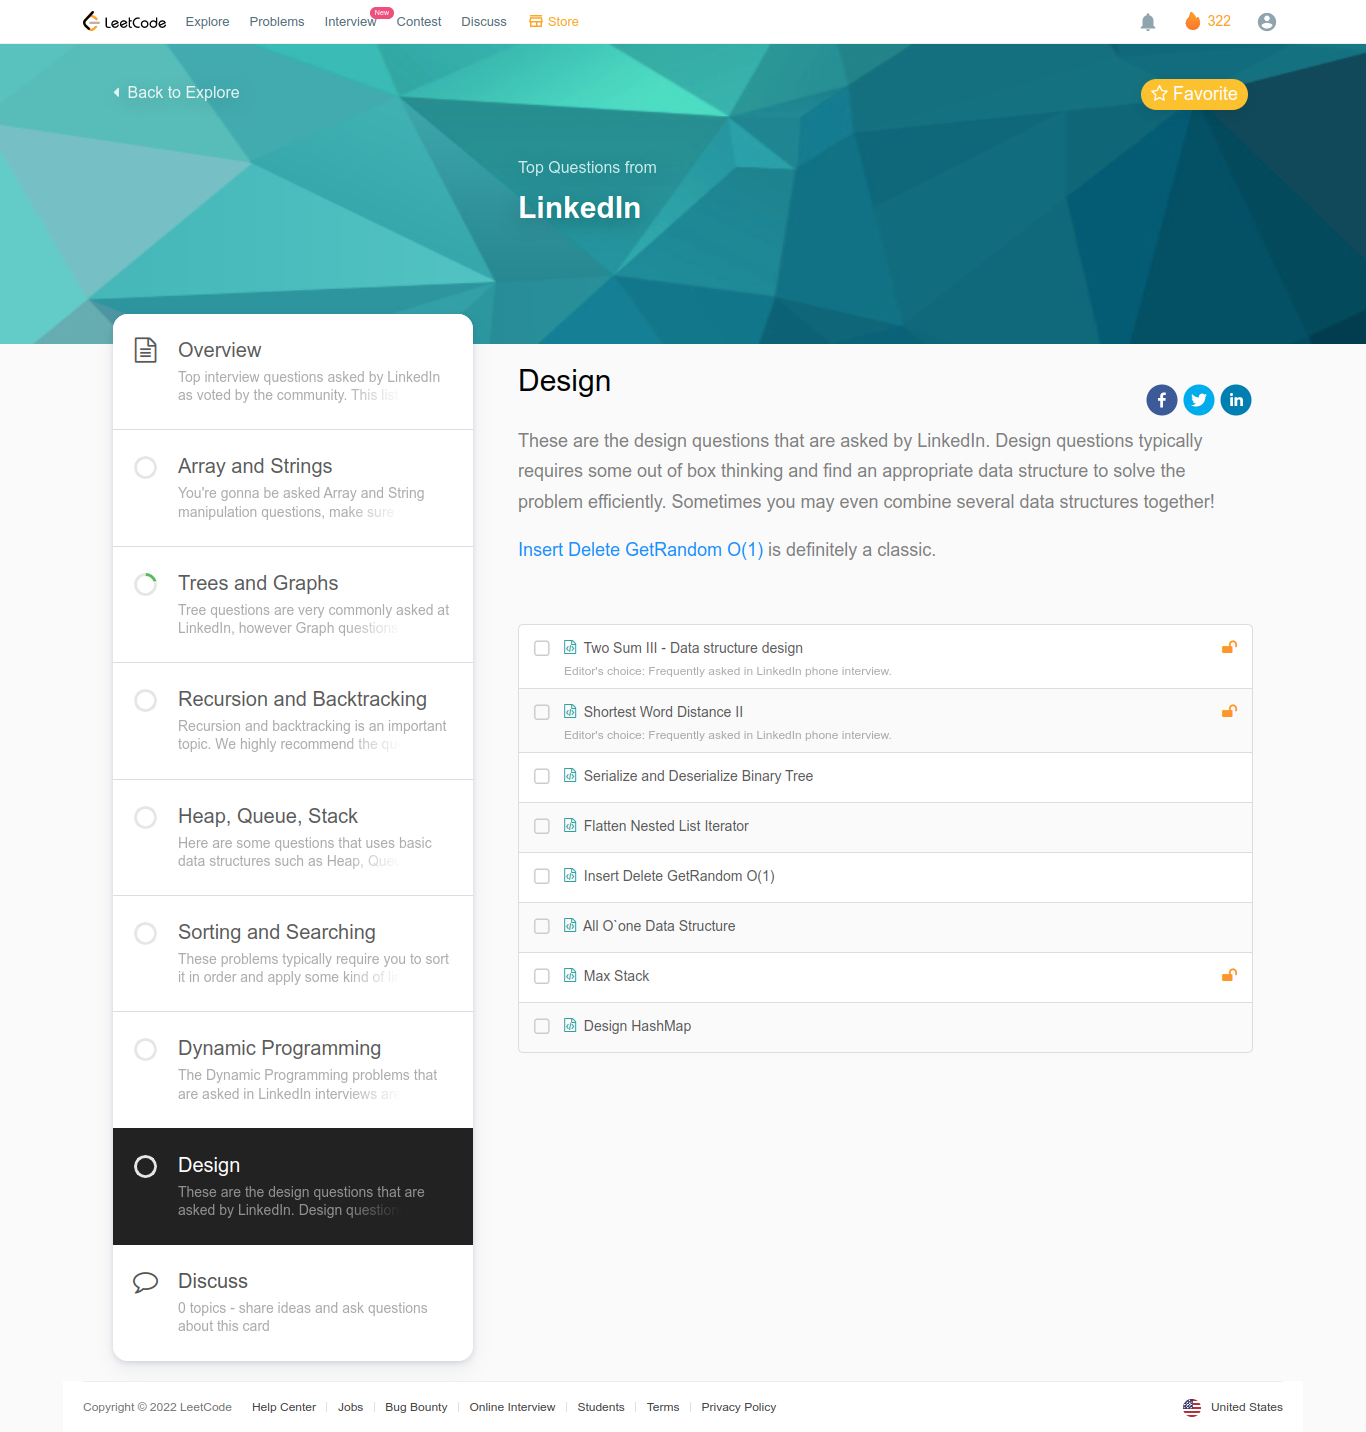 LeetCode
Explore
Problems
Interview
New
Contest
Discuss
Store
322
Back to Explore
Favorite
Top Questions from
LinkedIn
Overview
Top interview questions asked by LinkedIn
as voted by the community. This list
Array and Strings
You're gonna be asked Array and String
manipulation questions, make sure
Trees and Graphs
Tree questions are very commonly asked at
LinkedIn, however Graph questions
Recursion and Backtracking
Recursion and backtracking is an important
topic. We highly recommend the
Heap, Queue, Stack
Here are some questions that uses basic
data structures such as Heap,
Sorting and Searching
These problems typically require you to sort
it in order and apply some kind of
Dynamic Programming
The Dynamic Programming problems that
are asked in LinkedIn interviews are
Design
These are the design questions that are
asked by LinkedIn. Design question
Discuss
0 topics - share ideas and ask questions
about this card
Design
These are the design questions that are asked by LinkedIn. Design questions typically
requires some out of box thinking and find an appropriate data structure to solve the
problem efficiently. Sometimes you may even combine several data structures together!
Insert Delete GetRandom O(1) is definitely a classic.
Two Sum III - Data structure design
Editor's choice: Frequently asked in LinkedIn phone interview.
Shortest Word Distance II
Editor's choice: Frequently asked in LinkedIn phone interview.
Serialize and Deserialize Binary Tree
Flatten Nested List Iterator
Insert Delete GetRandom O(1)
All O`one Data Structure
Max Stack
Design HashMap
Copyright © 2022 LeetCode
Help Center
Jobs
Bug Bounty
Online Interview
Students
Terms
Privacy Policy
United States